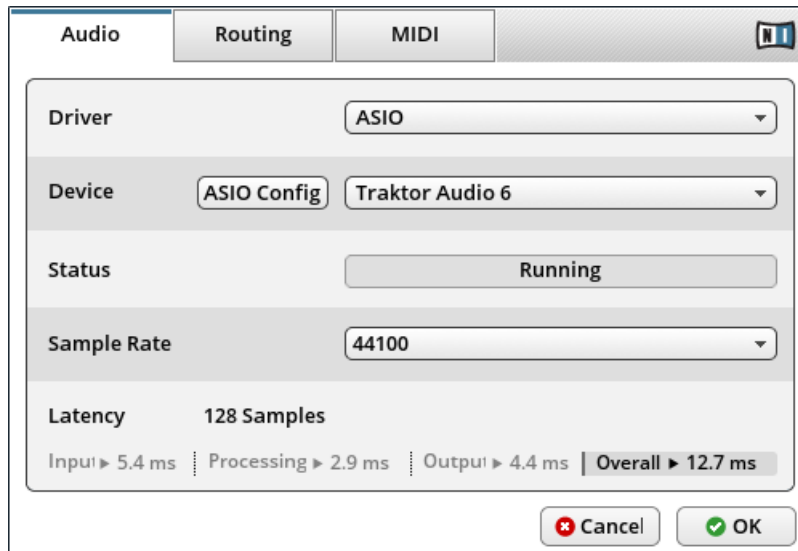 Audio Routing MIDI NI
Driver ASIO
Device ASIO Config Traktor Audio 6
Status Running
Sample Rate 44100
Latency 128 Samples
Input ▸ 5.4 ms Processing ▸ 2.9 ms Output ▸ 4.4 ms Overall ▸ 12.7 ms
Cancel OK